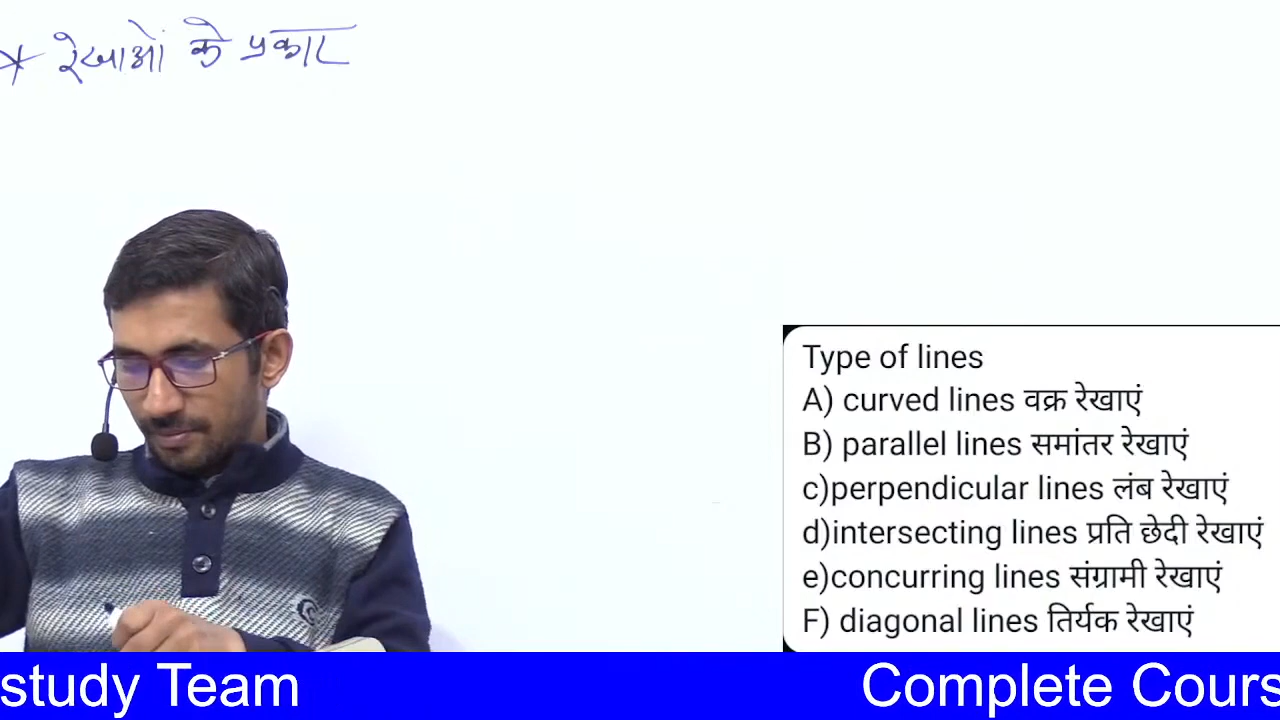 * रेखाओं के प्रकार
Type of lines
A) curved lines वक्र रेखाएं
B) parallel lines समांतर रेखाएं
c)perpendicular lines लंब रेखाएं
d)intersecting lines प्रति छेदी रेखाएं
e)concurring lines संग्रामी रेखाएं
F) diagonal lines तिर्यक रेखाएं
study Team
Complete Cours